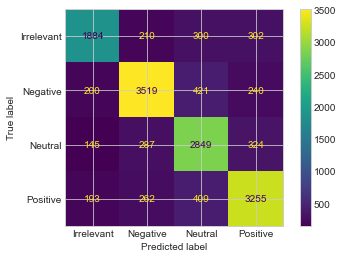 Irrelevant 1884 210 300 302
Negative 3519 421 240
Neutral 145 287 2849 324
Positive 262 3255
Irrelevant Negative Neutral Positive
Predicted label
True label
3500
3000
2500
2000
1500
1000
500